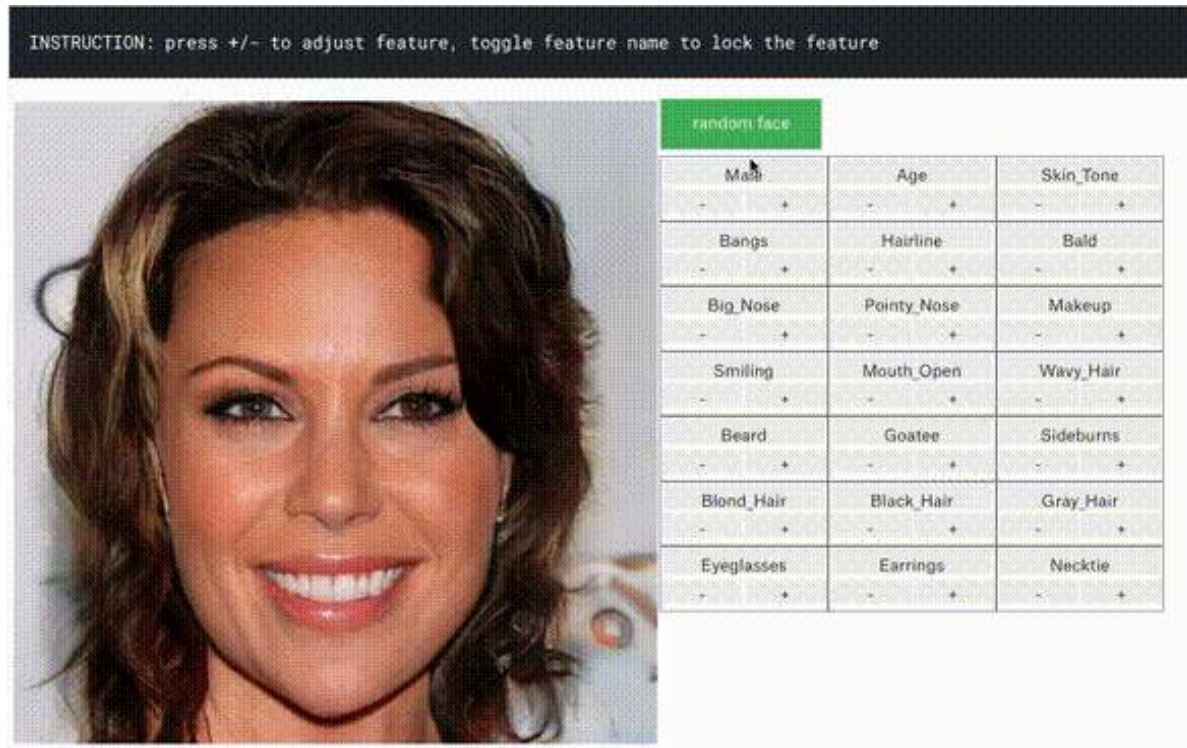 INSTRUCTION: press +/- to adjust feature, toggle feature name to lock the feature
random face
Male Age Skin_Tone
- + - + - +
Bangs Hairline Bald
- + - + - +
Big_Nose Pointy_Nose Makeup
- + - + - +
Smiling Mouth_Open Wavy_Hair
- + - + - +
Beard Goatee Sideburns
- + - + - +
Blond_Hair Black_Hair Gray_Hair
- + - + - +
Eyeglasses Earrings Necktie
- + - + - +